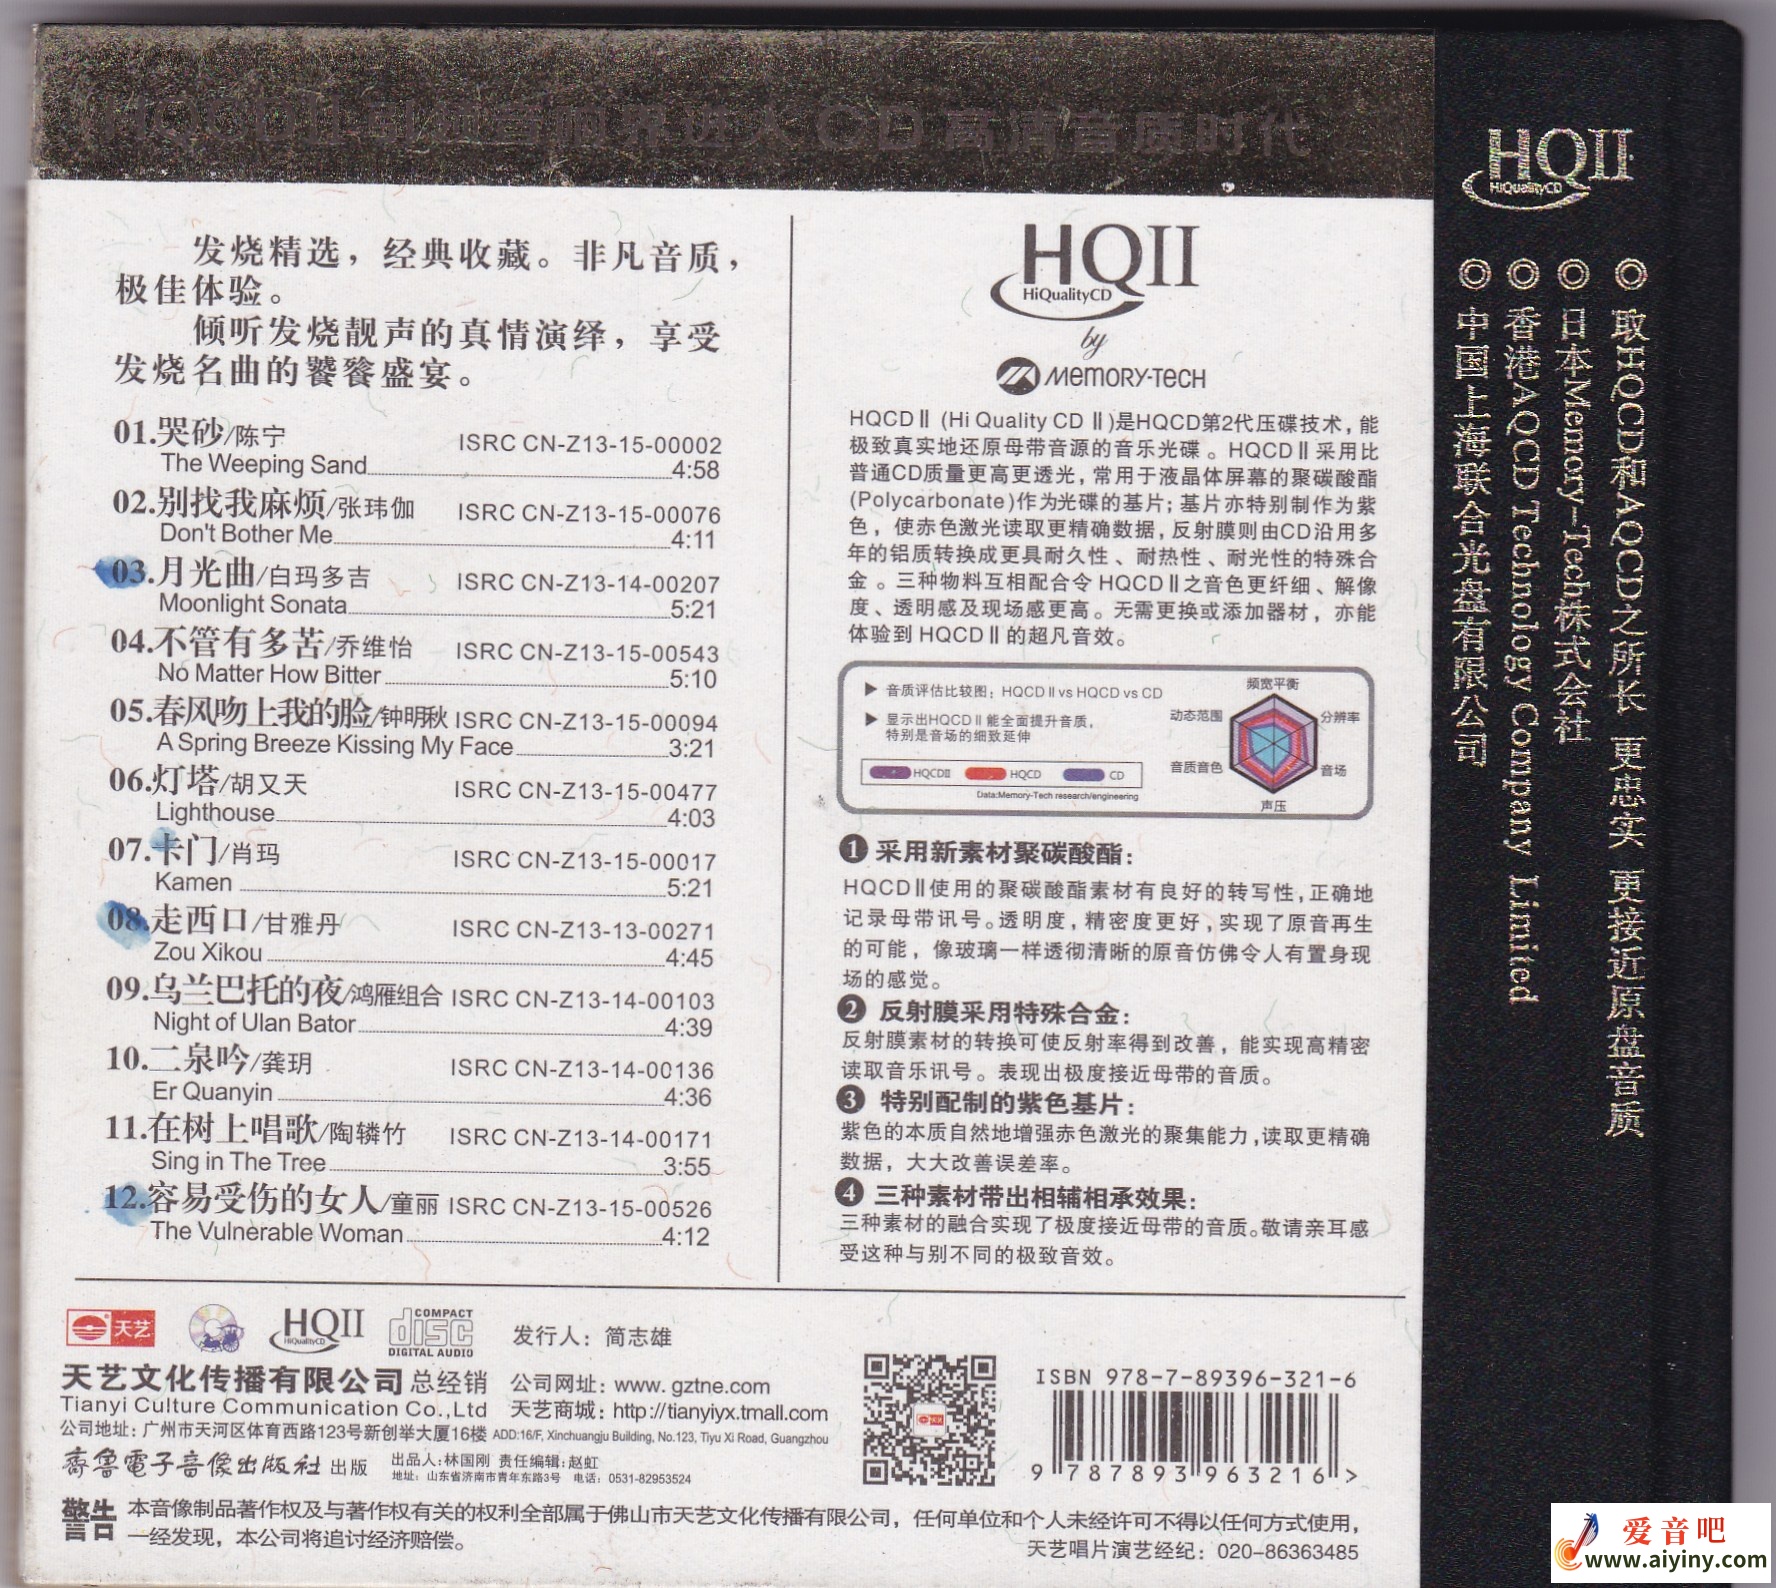 HQCDII 引领音响界进入 CD 高清音质时代
发烧精选，经典收藏。非凡音质，
极佳体验。
倾听发烧靓声的真情演绎，享受
发烧名曲的饕餮盛宴。
01.哭砂/陈宁 ISRC CN-Z13-15-00002
The Weeping Sand 4:58
02.别找我麻烦/张玮伽 ISRC CN-Z13-15-00076
Don't Bother Me 4:11
03.月光曲/白玛多吉 ISRC CN-Z13-14-00207
Moonlight Sonata 5:21
04.不管有多苦/乔维怡 ISRC CN-Z13-15-00543
No Matter How Bitter 5:10
05.春风吻上我的脸/钟明秋 ISRC CN-Z13-15-00094
A Spring Breeze Kissing My Face 3:21
06.灯塔/胡又天 ISRC CN-Z13-15-00477
Lighthouse 4:03
07.卡门/肖玛 ISRC CN-Z13-15-00017
Kamen 5:21
08.走西口/甘雅丹 ISRC CN-Z13-13-00271
Zou Xikou 4:45
09.乌兰巴托的夜/鸿雁组合 ISRC CN-Z13-14-00103
Night of Ulan Bator 4:39
10.二泉吟/龚玥 ISRC CN-Z13-14-00136
Er Quanyin 4:36
11.在树上唱歌/陶辚竹 ISRC CN-Z13-14-00171
Sing in The Tree 3:55
12.容易受伤的女人/童丽 ISRC CN-Z13-15-00526
The Vulnerable Woman 4:12
HQII
HiQualityCD
by
MEMORY-TECH
HQCDⅡ (Hi Quality CD Ⅱ)是HQCD第2代压碟技术，能
极致真实地还原母带音源的音乐光碟。HQCDⅡ采用比
普通CD质量更高更透光，常用于液晶体屏幕的聚碳酸酯
(Polycarbonate)作为光碟的基片；基片亦特别制作为紫
色，使赤色激光读取更精确数据，反射膜则由CD沿用多
年的铝质转换成更具耐久性、耐热性、耐光性的特殊合
金。三种物料互相配合令 HQCDⅡ之音色更纤细、解像
度、透明感及现场感更高。无需更换或添加器材，亦能
体验到 HQCDⅡ的超凡音效。
▶ 音质评估比较图；HQCDⅡ vs HQCD vs CD
▶ 显示出HQCDⅡ能全面提升音质，
特别是音场的细致延伸
HQCDⅡ HQCD CD
Data:Memory-Tech research/engineering
频宽平衡
动态范围 分辨率
音质音色 音场
声压
❶ 采用新素材聚碳酸酯：
HQCDⅡ使用的聚碳酸酯素材有良好的转写性，正确地
记录母带讯号。透明度，精密度更好，实现了原音再生
的可能，像玻璃一样透彻清晰的原音仿佛令人有置身现
场的感觉。
❷ 反射膜采用特殊合金：
反射膜素材的转换可使反射率得到改善，能实现高精密
读取音乐讯号。表现出极度接近母带的音质。
❸ 特别配制的紫色基片：
紫色的本质自然地增强赤色激光的聚集能力，读取更精确
数据，大大改善误差率。
❹ 三种素材带出相辅相承效果：
三种素材的融合实现了极度接近母带的音质。敬请亲耳感
受这种与别不同的极致音效。
天艺
HQII
HiQualityCD
COMPACT
disc
DIGITAL AUDIO
发行人：简志雄
天艺文化传播有限公司 总经销
Tianyi Culture Communication Co.,Ltd
公司网址：www. gztne.com
天艺商城：http://tianyiyx.tmall.com
公司地址：广州市天河区体育西路123号新创举大厦16楼 ADD:16/F, Xinchuangju Building, No.123, Tiyu Xi Road, Guangzhou
齐鲁電子音像出版社 出版
出品人：林国刚 责任编辑：赵虹
地址：山东省济南市青年东路3号 电话：0531-82953524
ISBN 978-7-89396-321-6
9 787893 963216 >
警告
本音像制品著作权及与著作权有关的权利全部属于佛山市天艺文化传播有限公司，任何单位和个人未经许可不得以任何方式使用，
一经发现，本公司将追讨经济赔偿。
天艺唱片演艺经纪：020-86363485
HQII
HiQualityCD
◎ 取HQCD和AQCD之所长 更忠实 更接近原盘音质
◎ 日本Memory-Tech株式会社
◎ 香港AQCD Technology Company Limited
◎ 中国上海联合光盘有限公司
爱音吧
www.aiyiny.com